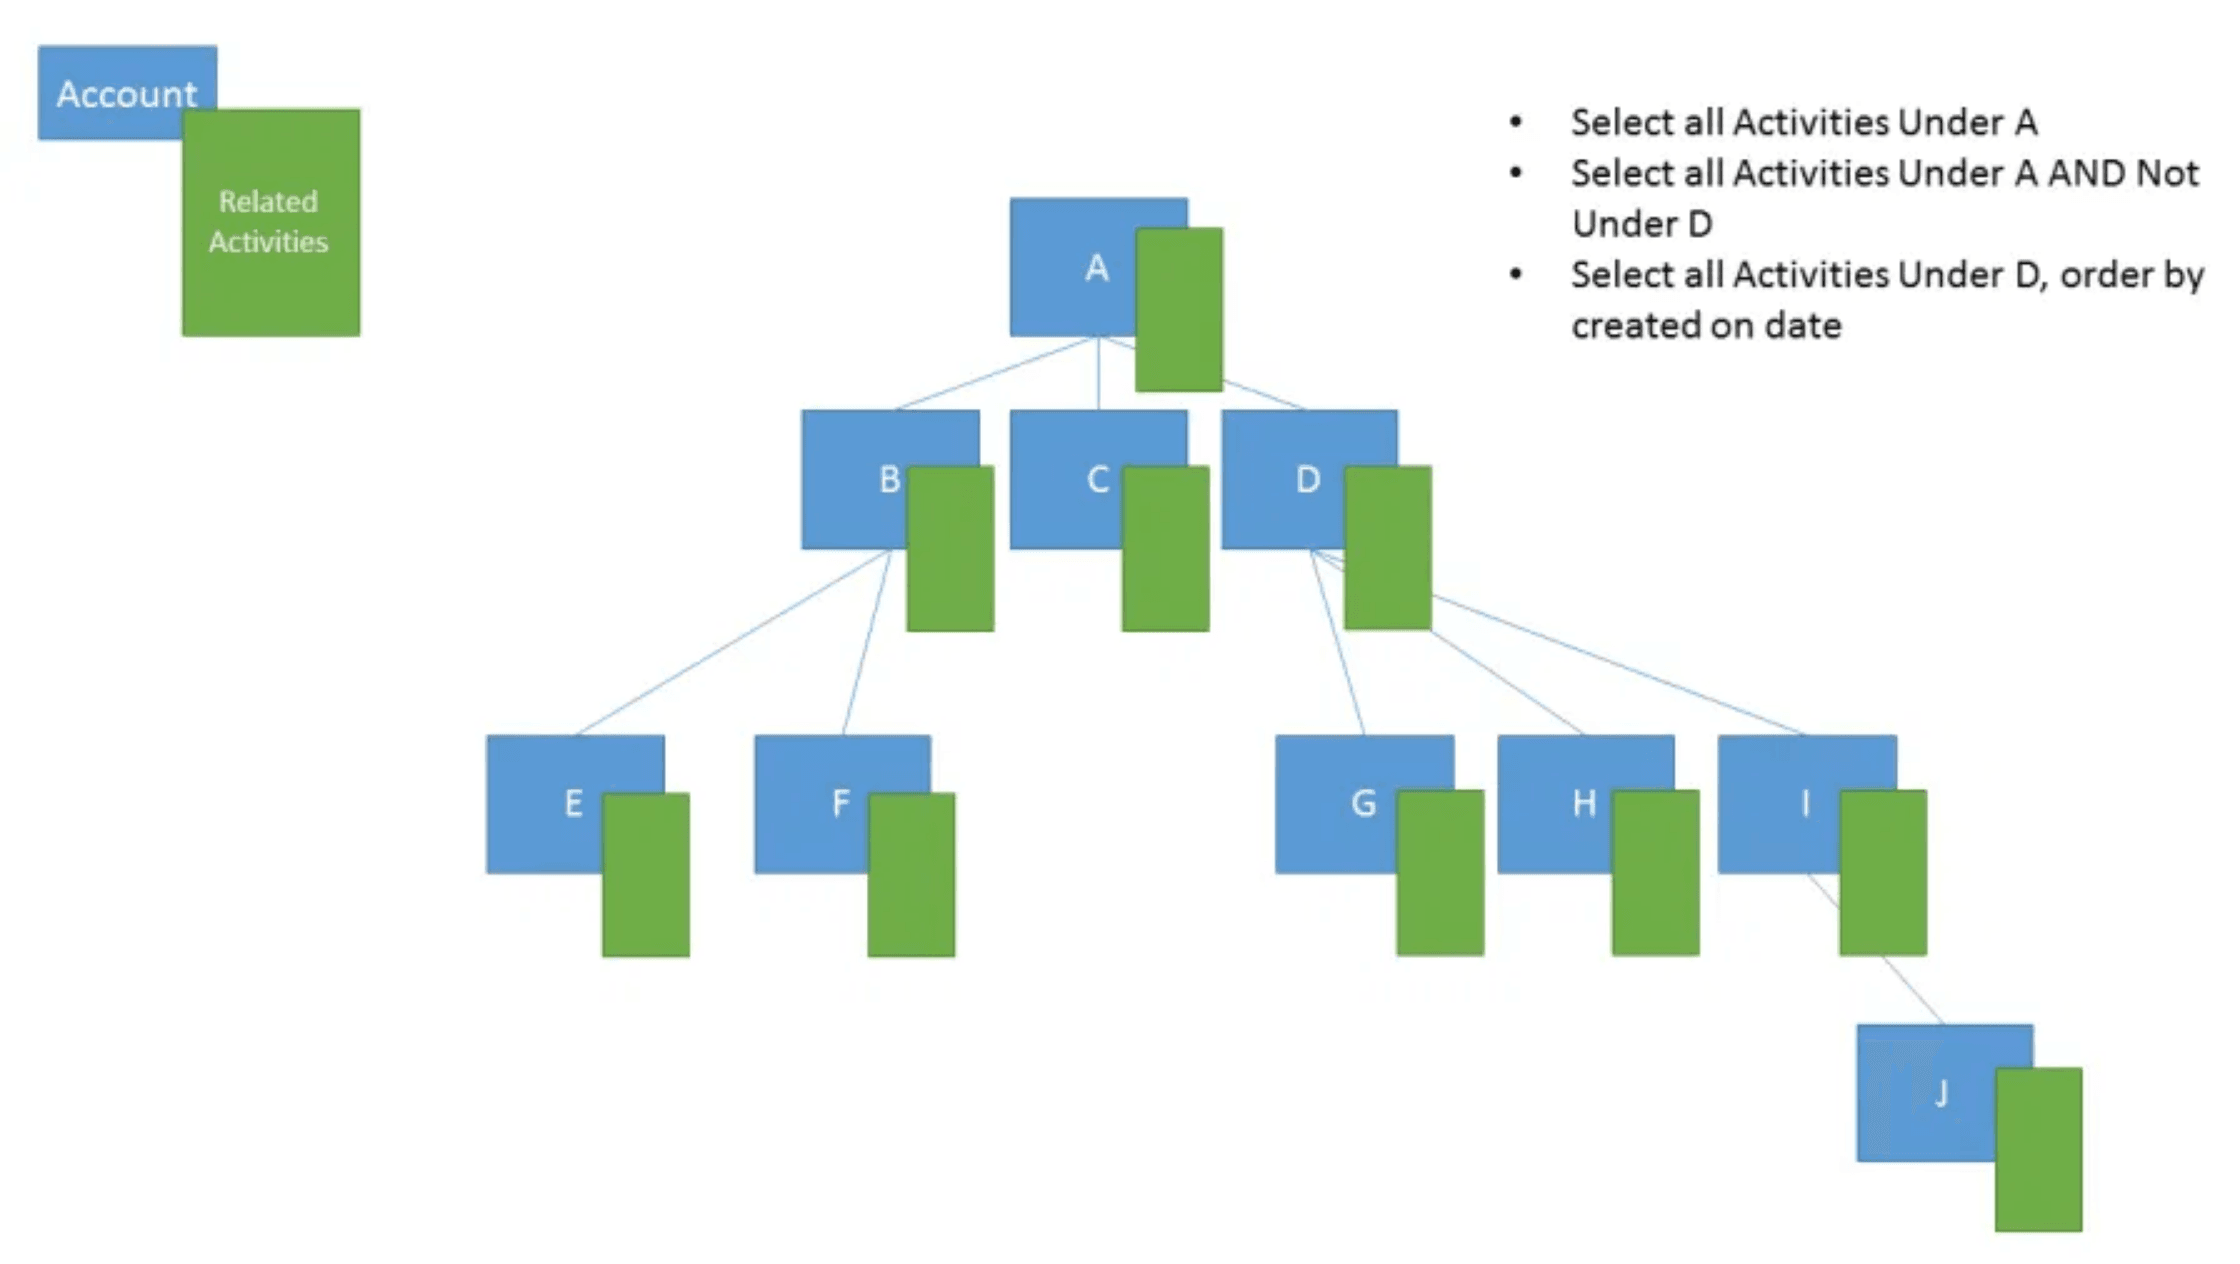 Account
Related
Activities
• Select all Activities Under A
• Select all Activities Under A AND Not
Under D
• Select all Activities Under D, order by
created on date
A
B
C
D
E
F
G
H
I
J